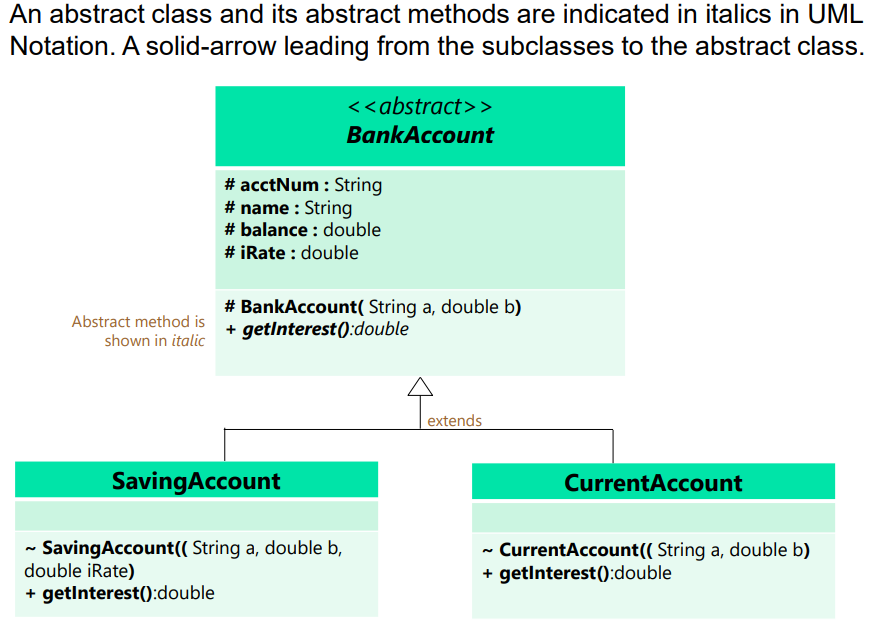 An abstract class and its abstract methods are indicated in italics in UML
Notation. A solid-arrow leading from the subclasses to the abstract class.
<<abstract>>
BankAccount
# acctNum : String
# name : String
# balance : double
# iRate : double
# BankAccount( String a, double b)
+ getInterest():double
Abstract method is
shown in italic
extends
SavingAccount
~ SavingAccount(( String a, double b,
double iRate)
+ getInterest():double
CurrentAccount
~ CurrentAccount(( String a, double b)
+ getInterest():double